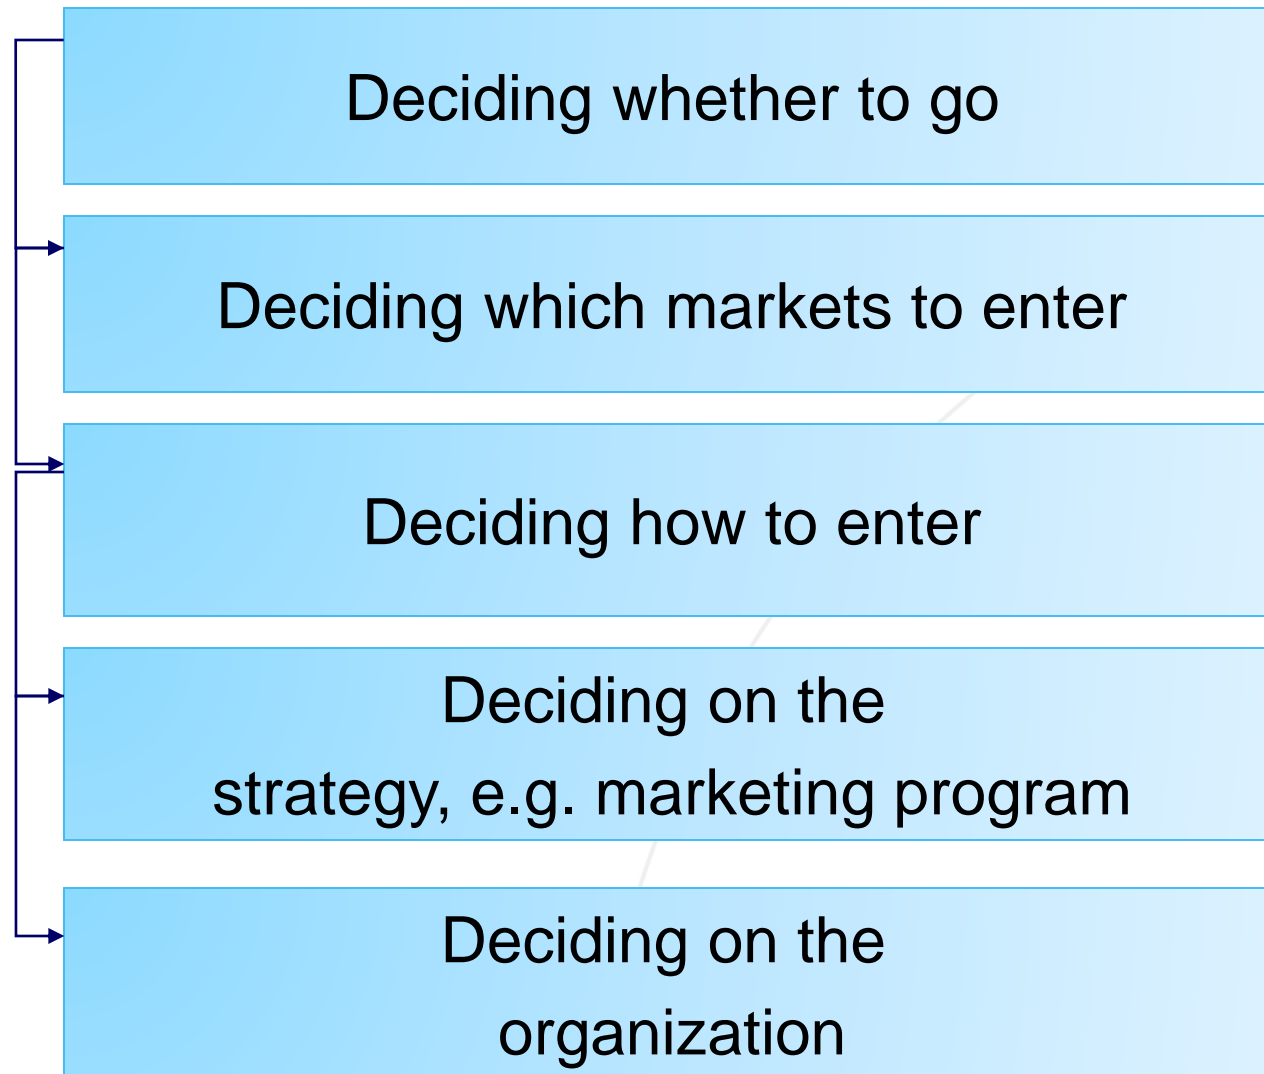 Deciding whether to go
Deciding which markets to enter
Deciding how to enter
Deciding on the
strategy, e.g. marketing program
Deciding on the
organization